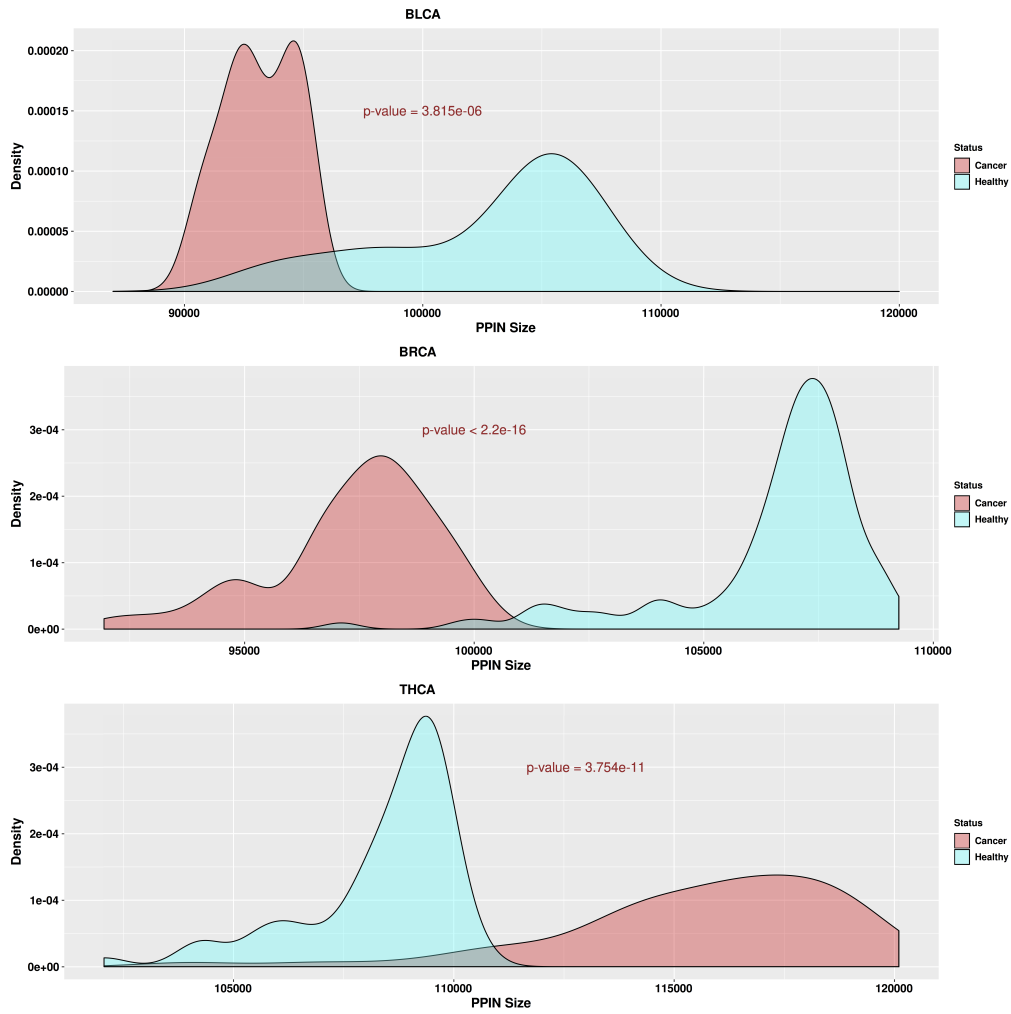 BLCA
0.00020
0.00015
0.00010
0.00005
0.00000
Density
p-value = 3.815e-06
90000 100000 110000 120000
PPIN Size
Status
Cancer
Healthy
BRCA
3e-04
2e-04
1e-04
0e+00
Density
p-value < 2.2e-16
95000 100000 105000 110000
PPIN Size
Status
Cancer
Healthy
THCA
3e-04
2e-04
1e-04
0e+00
Density
p-value = 3.754e-11
105000 110000 115000 120000
PPIN Size
Status
Cancer
Healthy